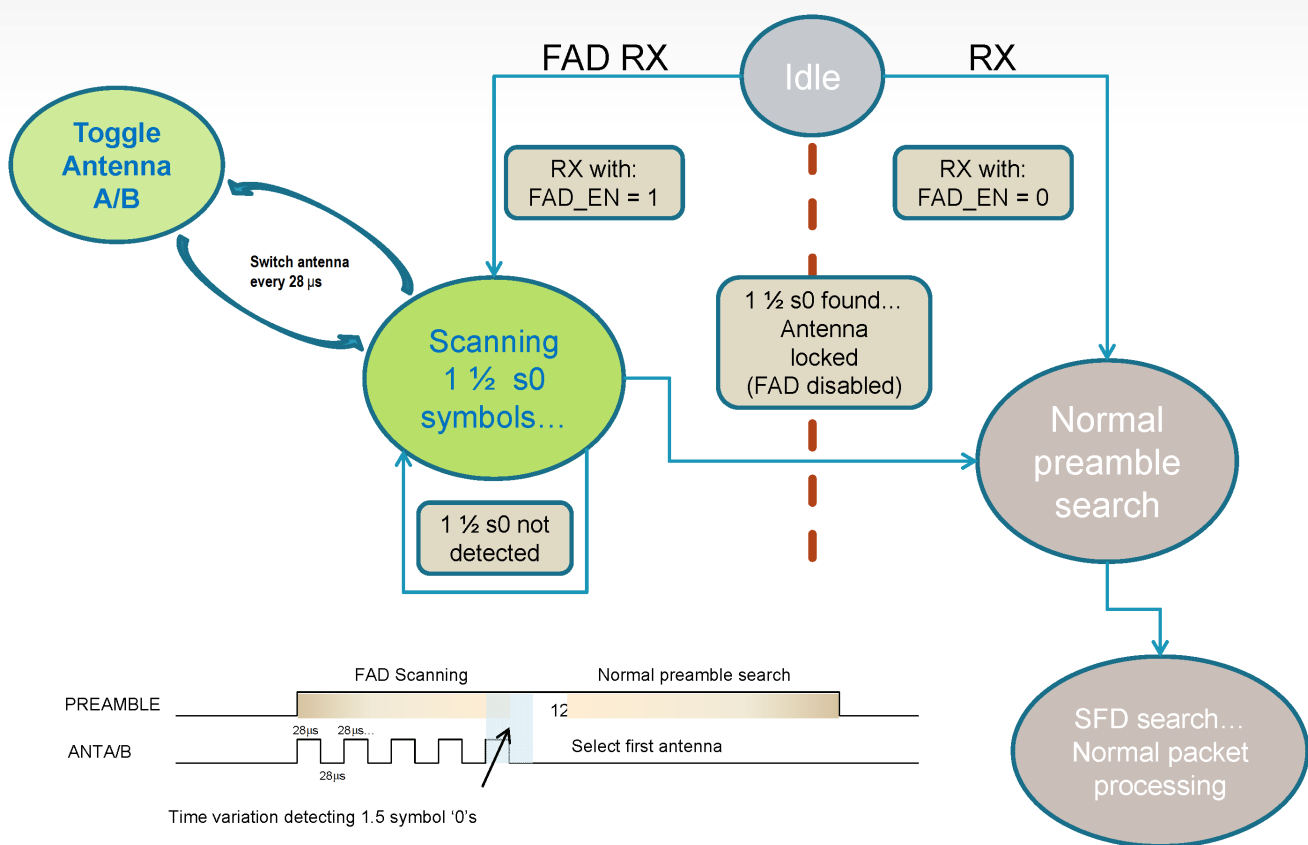 FAD RX
Idle
RX
Toggle
Antenna
A/B
RX with:
FAD_EN = 1
RX with:
FAD_EN = 0
Switch antenna
every 28 μs
1 ½ s0 found…
Antenna
locked
(FAD disabled)
Scanning
1 ½ s0
symbols…
Normal
preamble
search
1 ½ s0 not
detected
FAD Scanning
Normal preamble search
PREAMBLE
12
28μs
28μs…
ANTA/B
Select first antenna
28μs
Time variation detecting 1.5 symbol ‘0’s
SFD search…
Normal packet
processing